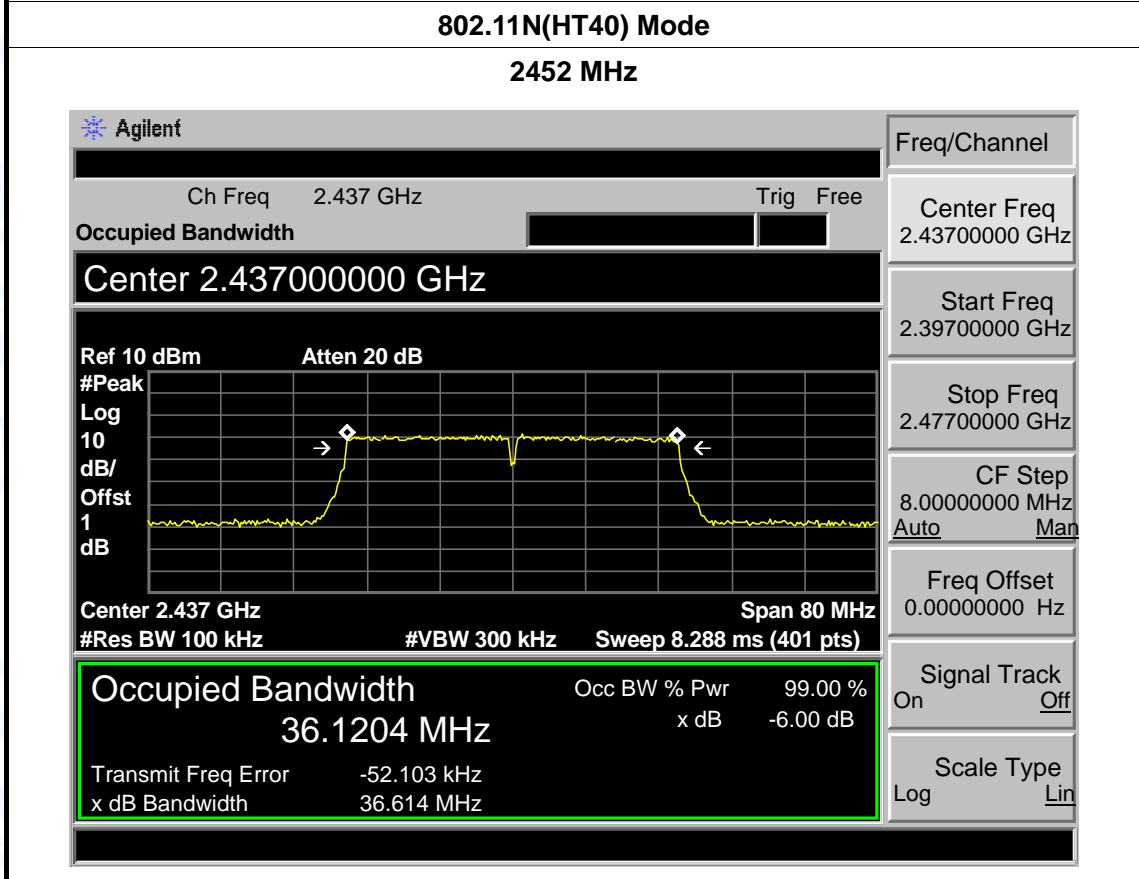 802.11N(HT40) Mode
2452 MHz
Agilent
Freq/Channel
Ch Freq 2.437 GHz Trig Free
Occupied Bandwidth
Center 2.437000000 GHz
Ref 10 dBm Atten 20 dB
#Peak
Log
10
dB/
Offst
1
dB
Center 2.437 GHz Span 80 MHz
#Res BW 100 kHz #VBW 300 kHz Sweep 8.288 ms (401 pts)
Occupied Bandwidth Occ BW % Pwr 99.00 %
36.1204 MHz x dB -6.00 dB
Transmit Freq Error -52.103 kHz
x dB Bandwidth 36.614 MHz
Center Freq
2.43700000 GHz
Start Freq
2.39700000 GHz
Stop Freq
2.47700000 GHz
CF Step
8.00000000 MHz
Auto Man
Freq Offset
0.00000000 Hz
Signal Track
On Off
Scale Type
Log Lin